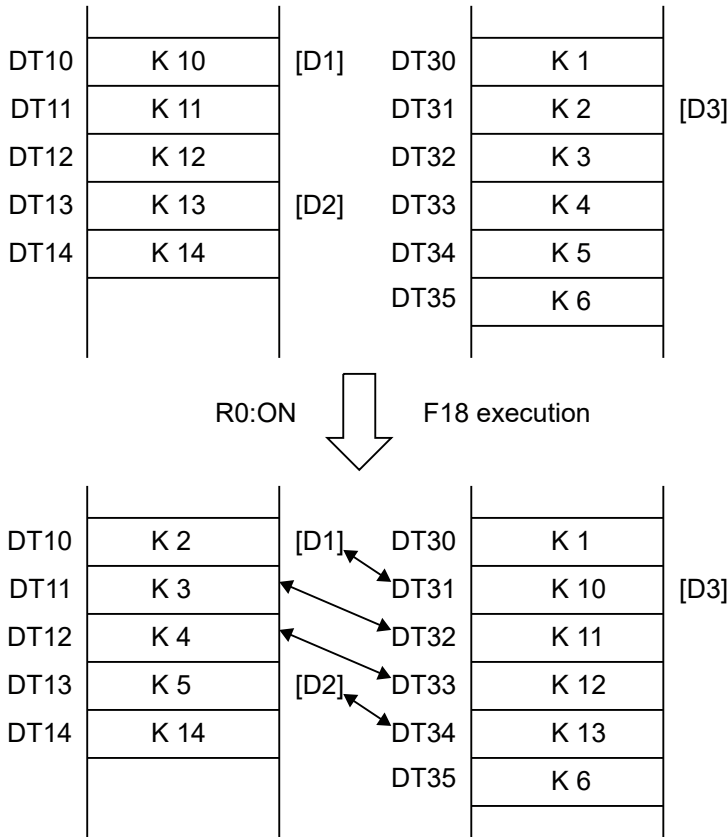 DT10 K 10 [D1] DT30 K 1
DT11 K 11 DT31 K 2 [D3]
DT12 K 12 DT32 K 3
DT13 K 13 [D2] DT33 K 4
DT14 K 14 DT34 K 5
DT35 K 6
R0:ON F18 execution
DT10 K 2 [D1] DT30 K 1
DT11 K 3 DT31 K 10 [D3]
DT12 K 4 DT32 K 11
DT13 K 5 [D2] DT33 K 12
DT14 K 14 DT34 K 13
DT35 K 6